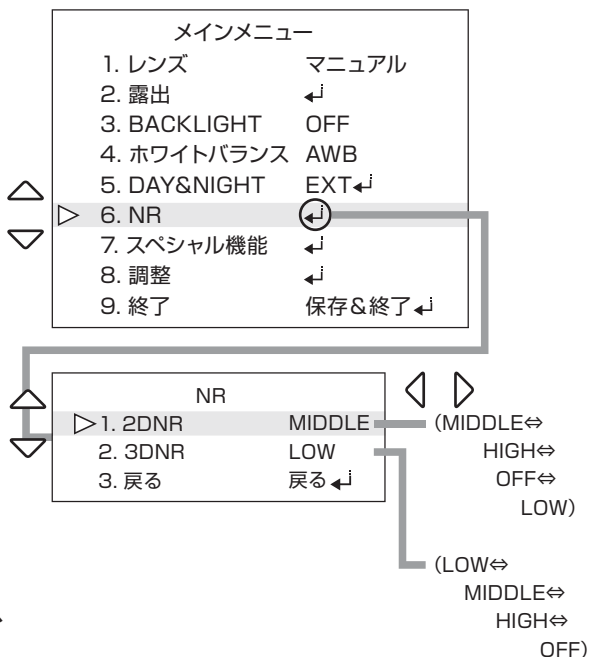 メインメニュー
1. レンズ マニュアル
2. 露出 ↲
3. BACKLIGHT OFF
4. ホワイトバランス AWB
5. DAY&NIGHT EXT↲
6. NR ↲
7. スペシャル機能 ↲
8. 調整 ↲
9. 終了 保存&終了↲
NR
1. 2DNR MIDDLE
2. 3DNR LOW
3. 戻る 戻る↲
(MIDDLE⇔
HIGH⇔
OFF⇔
LOW)
(LOW⇔
MIDDLE⇔
HIGH⇔
OFF)